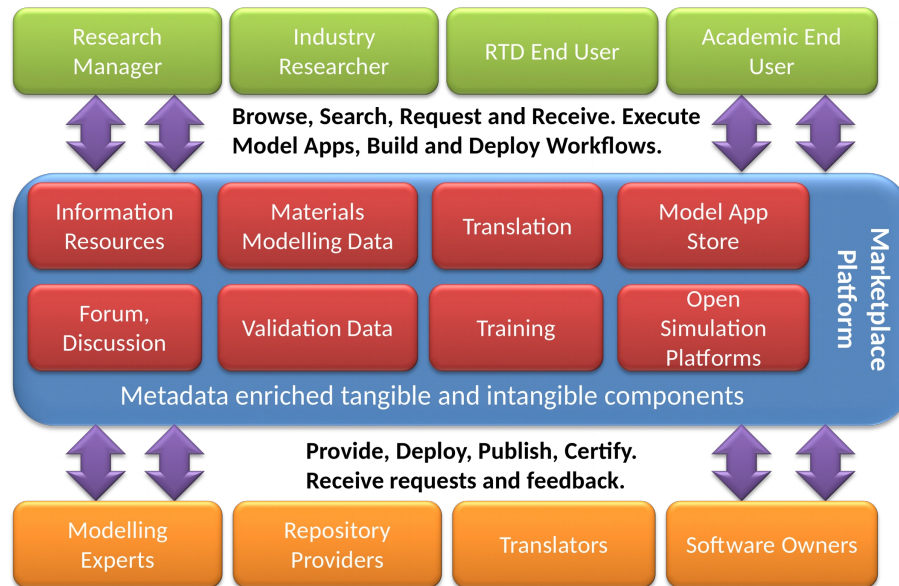 Research
Manager
Industry
Researcher
RTD End User
Academic End
User
Browse, Search, Request and Receive. Execute
Model Apps, Build and Deploy Workflows.
Information
Resources
Materials
Modelling Data
Translation
Model App
Store
Marketplace
Platform
Forum,
Discussion
Validation Data
Training
Open
Simulation
Platforms
Metadata enriched tangible and intangible components
Provide, Deploy, Publish, Certify.
Receive requests and feedback.
Modelling
Experts
Repository
Providers
Translators
Software Owners